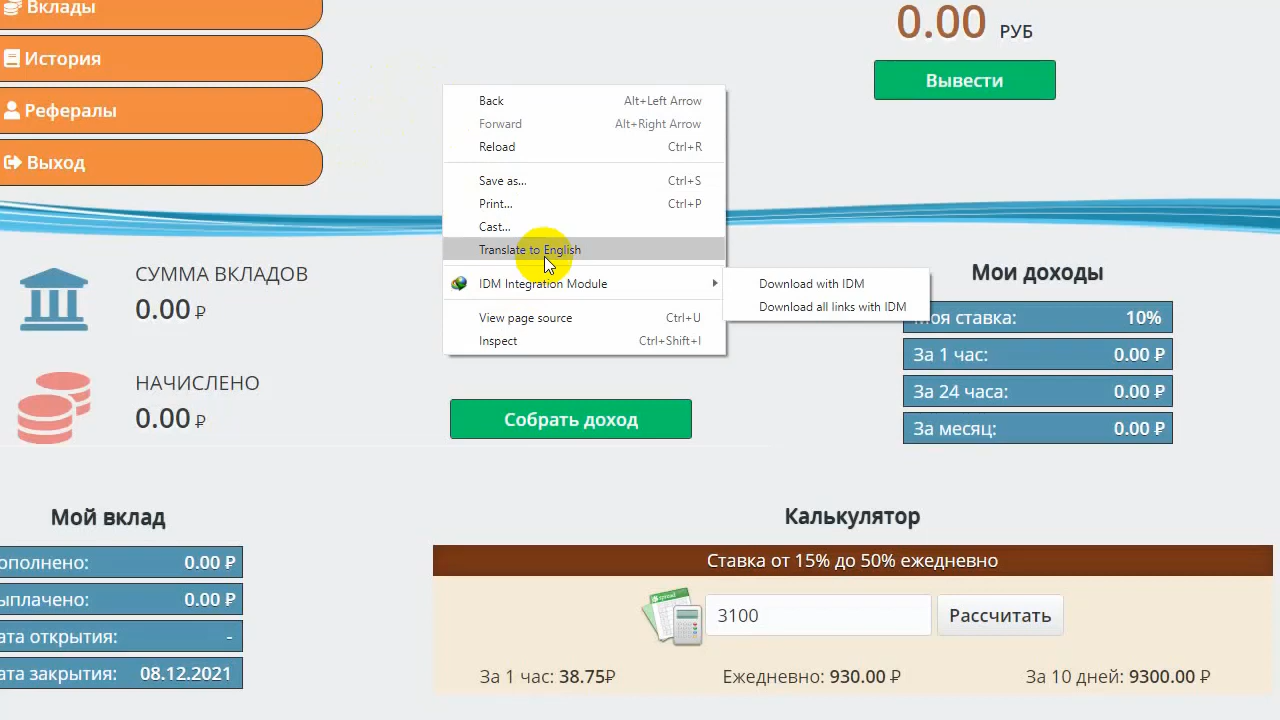 Вклады
История
Рефералы
Выход
0.00 РУБ
Вывести
Back Alt+Left Arrow
Forward Alt+Right Arrow
Reload Ctrl+R
Save as... Ctrl+S
Print... Ctrl+P
Cast...
Translate to English
IDM Integration Module
View page source Ctrl+U
Inspect Ctrl+Shift+I
Download with IDM
Download all links with IDM
СУММА ВКЛАДОВ
0.00 ₽
НАЧИСЛЕНО
0.00 ₽
Собрать доход
Мои доходы
Моя ставка: 10%
За 1 час: 0.00 ₽
За 24 часа: 0.00 ₽
За месяц: 0.00 ₽
Мой вклад
ополнено: 0.00 ₽
ыплачено: 0.00 ₽
ата открытия: -
ата закрытия: 08.12.2021
Калькулятор
Ставка от 15% до 50% ежедневно
3100
Рассчитать
За 1 час: 38.75₽ Ежедневно: 930.00 ₽ За 10 дней: 9300.00 ₽